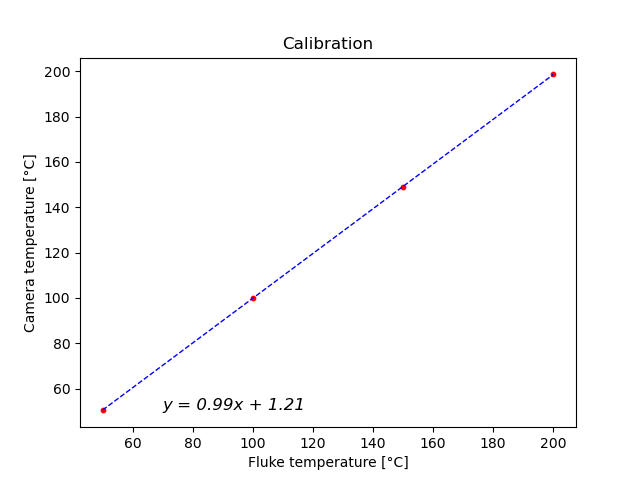 Calibration
Camera temperature [°C]
200
180
160
140
120
100
80
60
y = 0.99x + 1.21
60 80 100 120 140 160 180 200
Fluke temperature [°C]